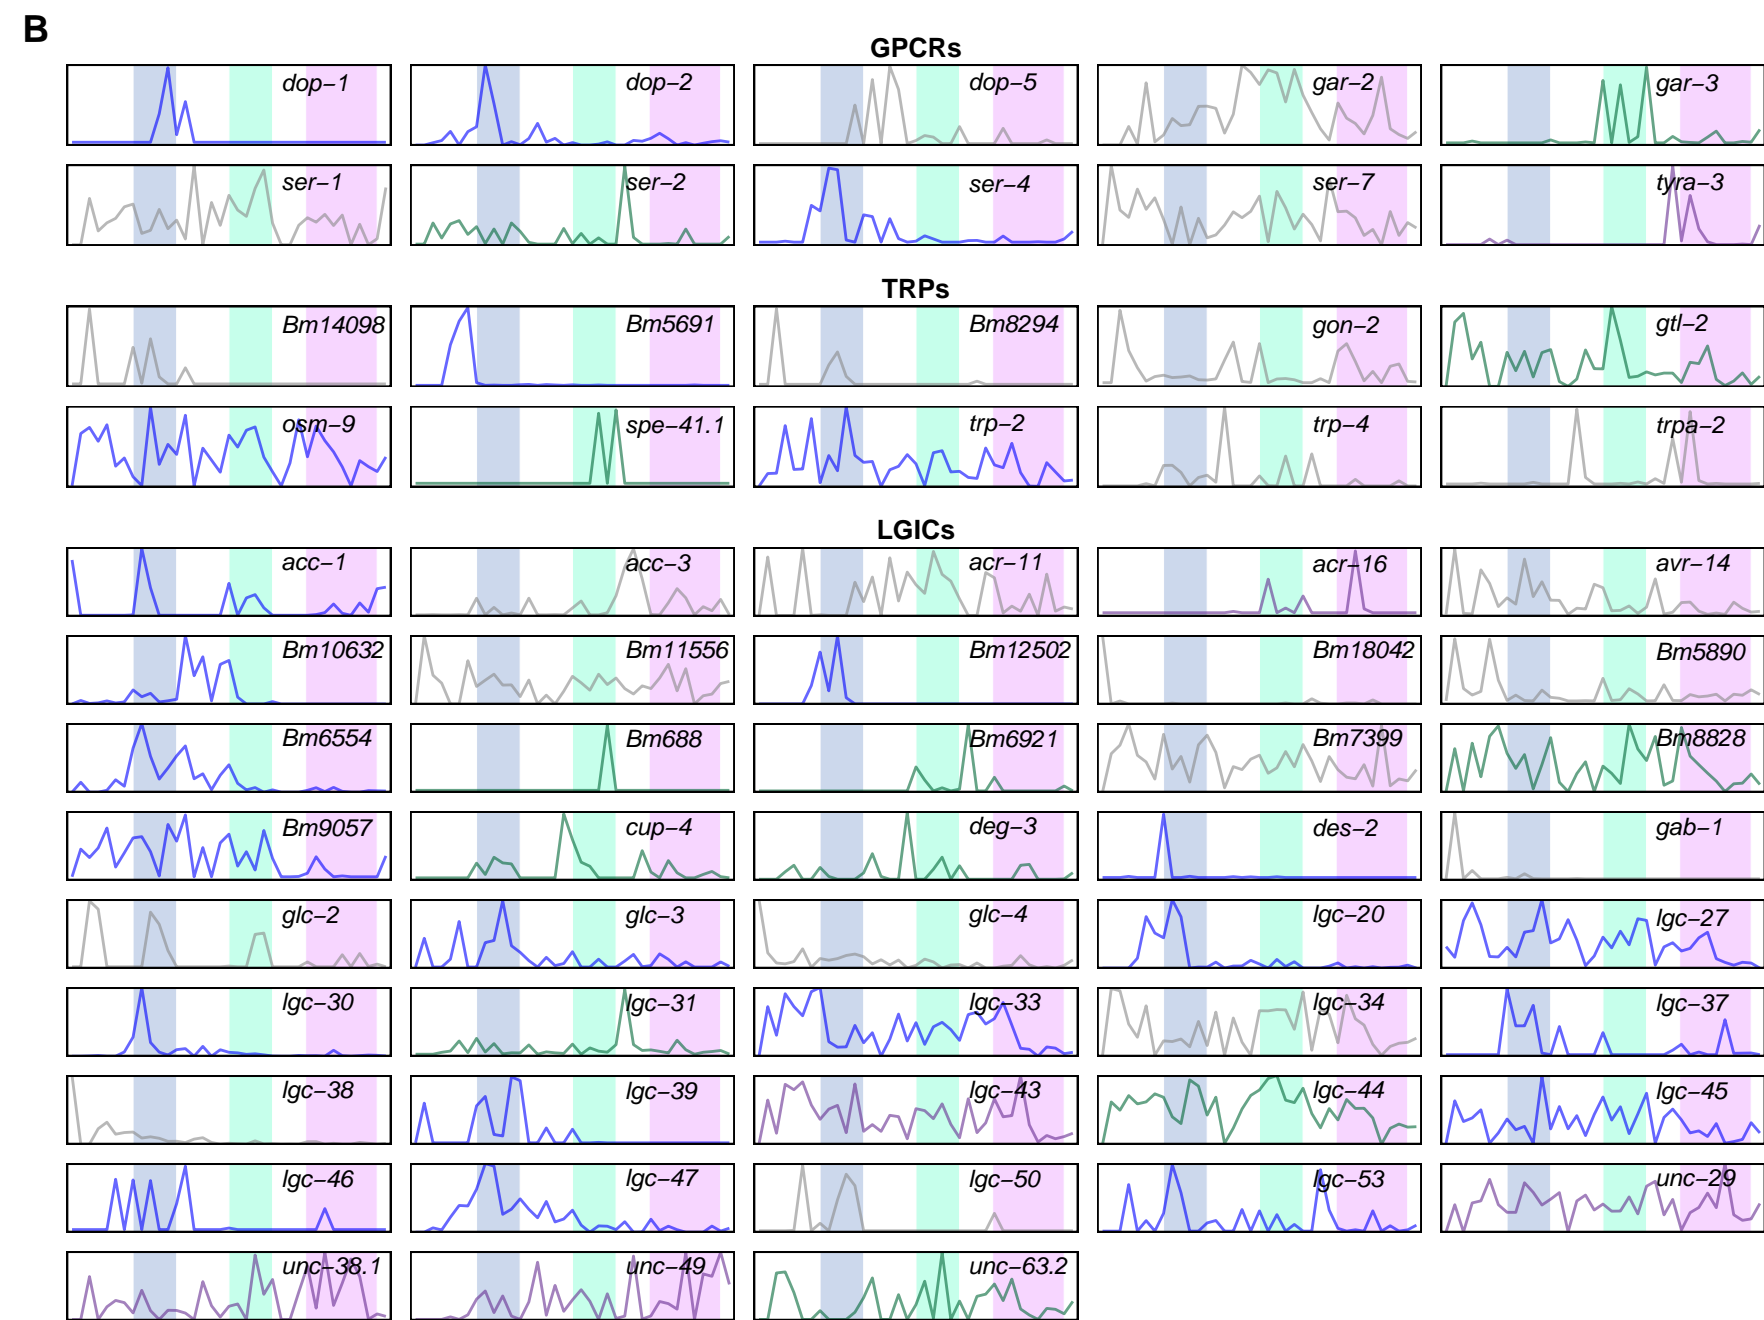 B
GPCRs
dop−1 dop−2 dop−5 gar−2 gar−3
ser−1 ser−2 ser−4 ser−7 tyra−3
TRPs
Bm14098 Bm5691 Bm8294 gon−2 gtl−2
osm−9 spe−41.1 trp−2 trp−4 trpa−2
LGICs
acc−1 acc−3 acr−11 acr−16 avr−14
Bm10632 Bm11556 Bm12502 Bm18042 Bm5890
Bm6554 Bm688 Bm6921 Bm7399 Bm8828
Bm9057 cup−4 deg−3 des−2 gab−1
glc−2 glc−3 glc−4 lgc−20 lgc−27
lgc−30 lgc−31 lgc−33 lgc−34 lgc−37
lgc−38 lgc−39 lgc−43 lgc−44 lgc−45
lgc−46 lgc−47 lgc−50 lgc−53 unc−29
unc−38.1 unc−49 unc−63.2